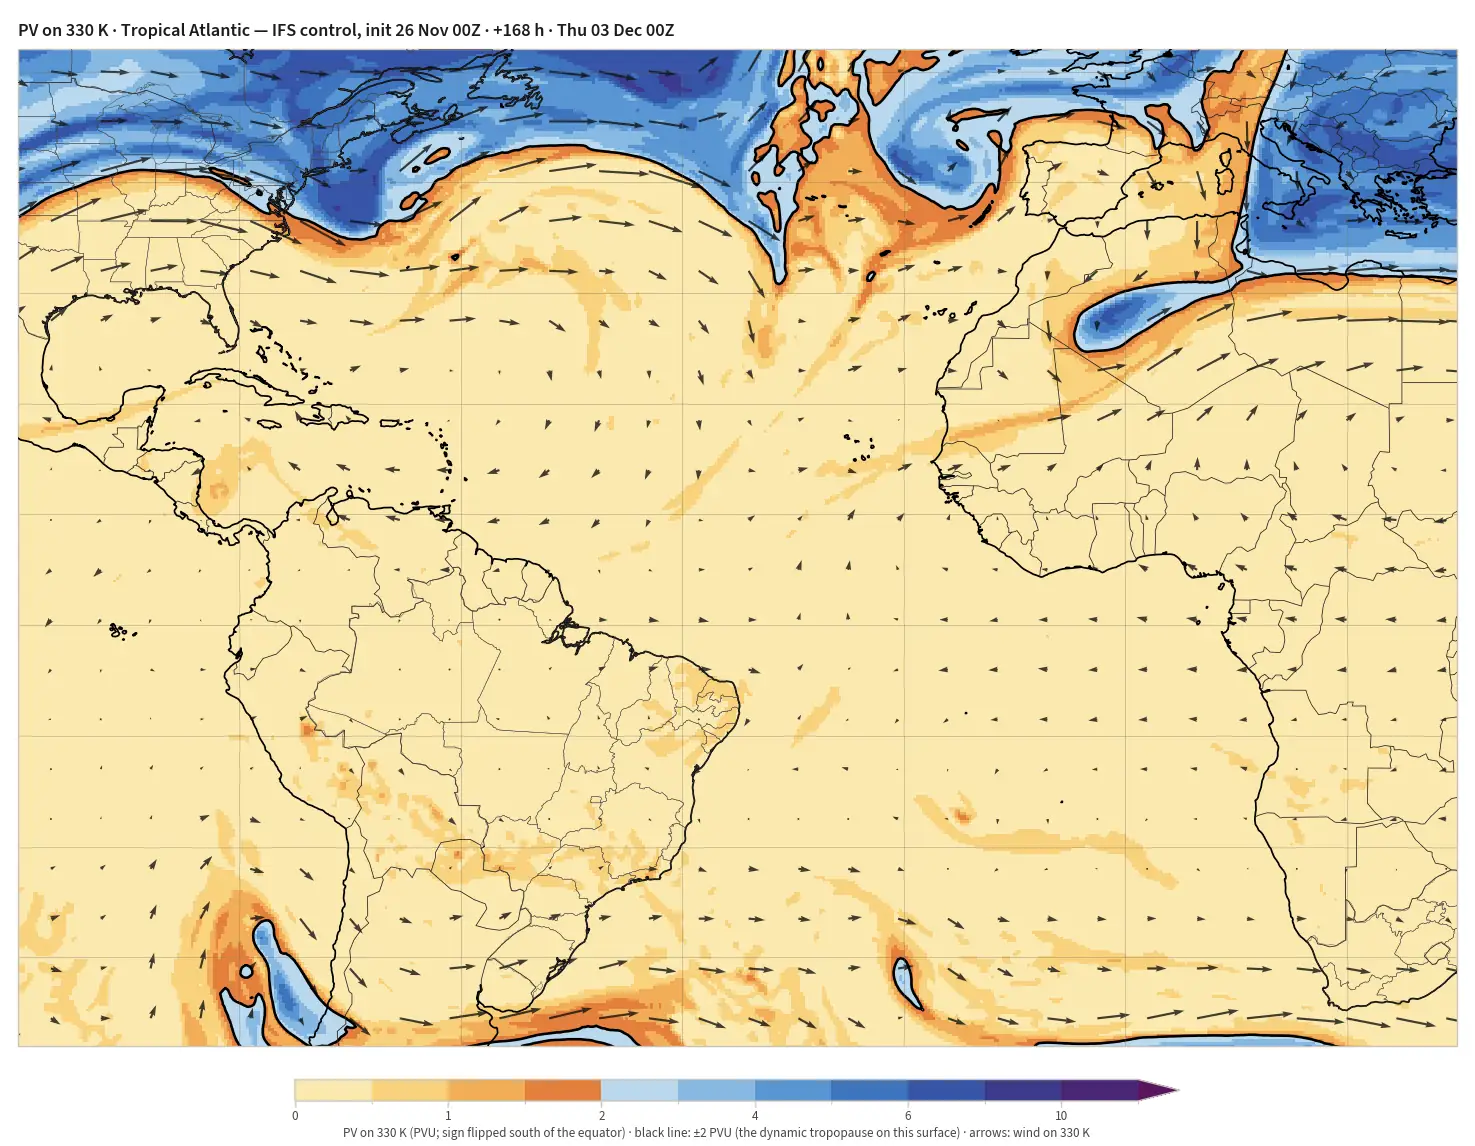 PV on 330 K · Tropical Atlantic — IFS control, init 26 Nov 00Z · +168 h · Thu 03 Dec 00Z
0 1 2 4 6 10
PV on 330 K (PVU; sign flipped south of the equator) · black line: ±2 PVU (the dynamic tropopause on this surface) · arrows: wind on 330 K